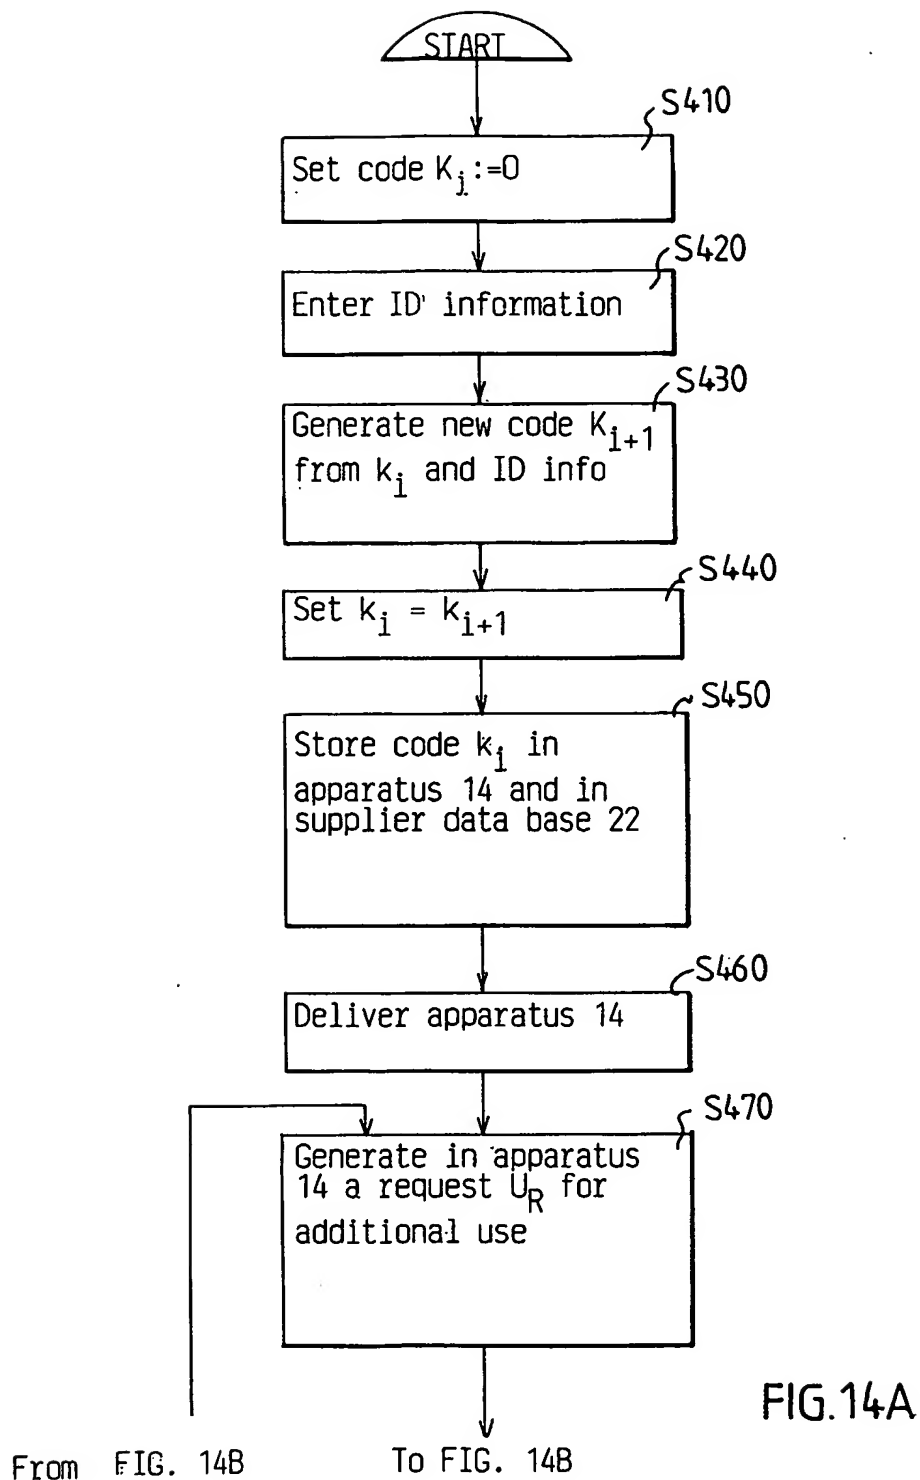 START
S410
Set code K_i:=0
S420
Enter ID information
S430
Generate new code K_{i+1}
from k_i and ID info
S440
Set k_i = k_{i+1}
S450
Store code k_i in
apparatus 14 and in
supplier data base 22
S460
Deliver apparatus 14
S470
Generate in apparatus
14 a request U_R for
additional use
FIG.14A
From FIG. 14B
To FIG. 14B